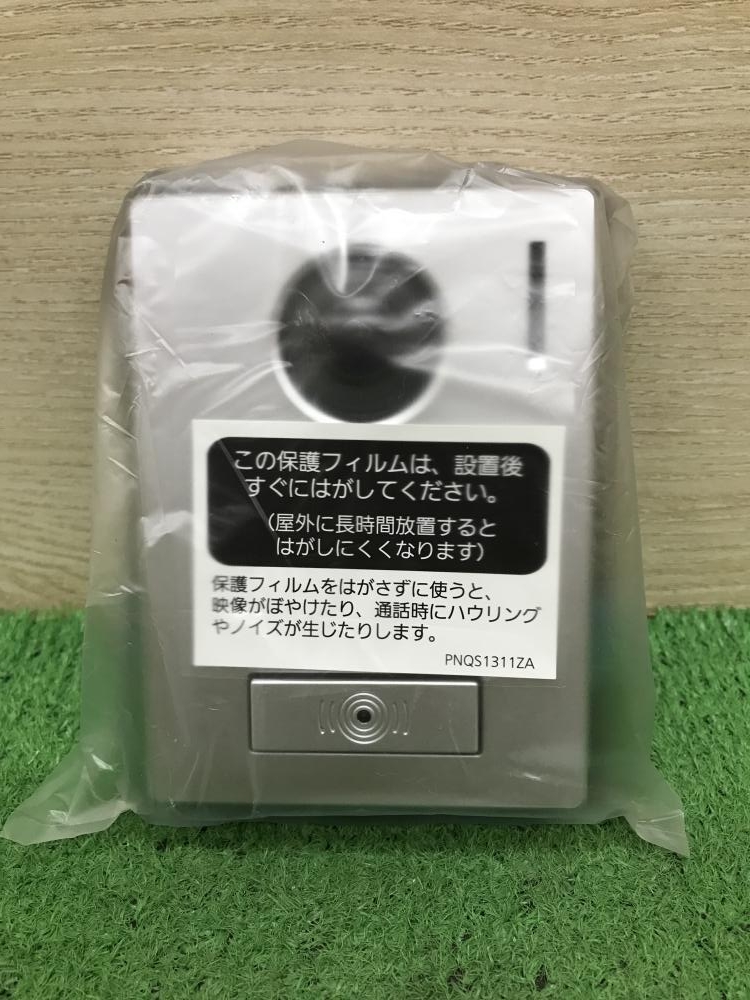 この保護フィルムは、設置後
すぐにはがしてください。
（屋外に長時間放置すると
はがしにくくなります）
保護フィルムをはがさずに使うと、
映像がぼやけたり、通話時にハウリング
やノイズが生じたりします。
PNQS1311ZA